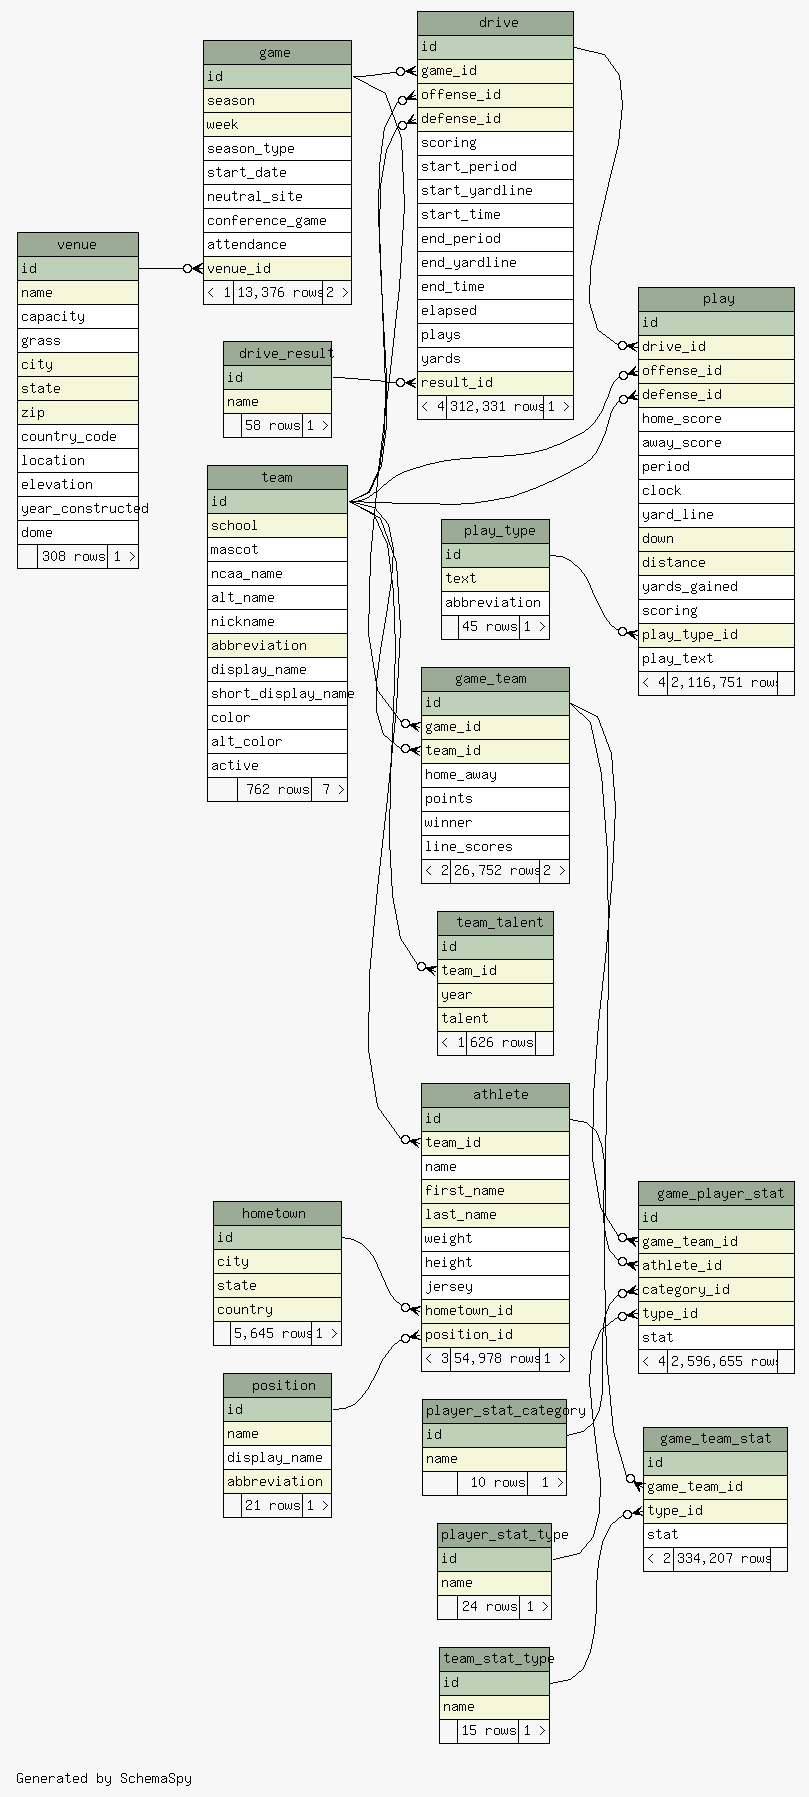 drive
id
game_id
offense_id
defense_id
scoring
start_period
start_yardline
start_time
end_period
end_yardline
end_time
elapsed
plays
yards
result_id
< 4 312,331 rows 1 >
game
id
season
week
season_type
start_date
neutral_site
conference_game
attendance
venue_id
< 1 13,376 rows 2 >
venue
id
name
capacity
grass
city
state
zip
country_code
location
elevation
year_constructed
dome
308 rows 1 >
play
id
drive_id
offense_id
defense_id
home_score
away_score
period
clock
yard_line
down
distance
yards_gained
scoring
play_type_id
play_text
< 4 2,116,751 rows
drive_result
id
name
58 rows 1 >
team
id
school
mascot
ncaa_name
alt_name
nickname
abbreviation
display_name
short_display_name
color
alt_color
active
762 rows 7 >
play_type
id
text
abbreviation
45 rows 1 >
game_team
id
game_id
team_id
home_away
points
winner
line_scores
< 2 26,752 rows 2 >
team_talent
id
team_id
year
talent
< 1 626 rows
athlete
id
team_id
name
first_name
last_name
weight
height
jersey
hometown_id
position_id
< 3 54,978 rows 1 >
game_player_stat
id
game_team_id
athlete_id
category_id
type_id
stat
< 4 2,596,655 rows
hometown
id
city
state
country
5,645 rows 1 >
position
id
name
display_name
abbreviation
21 rows 1 >
player_stat_category
id
name
10 rows 1 >
game_team_stat
id
game_team_id
type_id
stat
< 2 334,207 rows
player_stat_type
id
name
24 rows 1 >
team_stat_type
id
name
15 rows 1 >
Generated by SchemaSpy